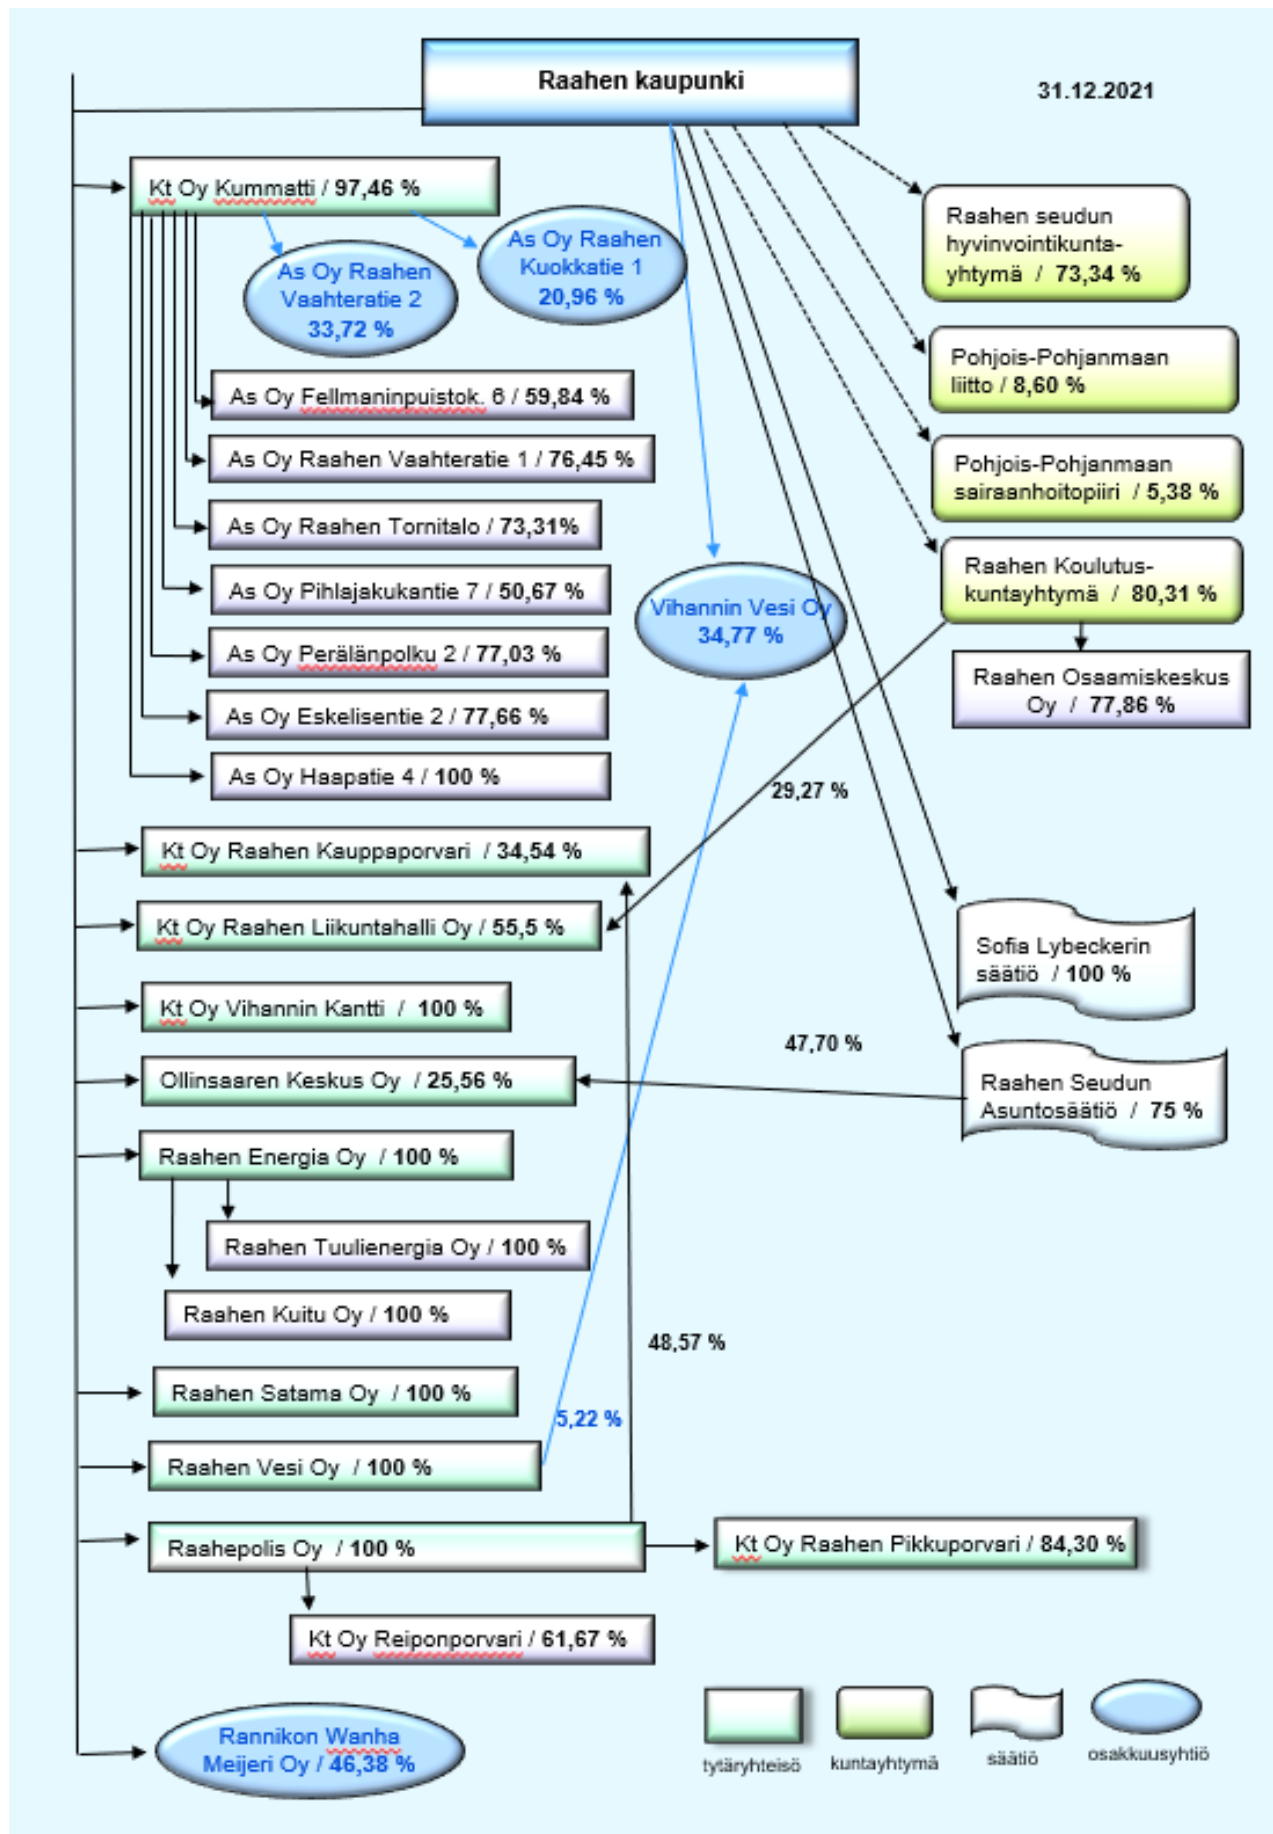 Raahen kaupunki
31.12.2021
Kt Oy Kummatti / 97,46 %
As Oy Raahen
Vaahteratie 2
33,72 %
As Oy Raahen
Kuokkatie 1
20,96 %
Raahen seudun
hyvinvointikunta-
yhtymä / 73,34 %
Pohjois-Pohjanmaan
liitto / 8,60 %
Pohjois-Pohjanmaan
sairaanhoitopiiri / 5,38 %
Raahen Koulutus-
kuntayhtymä / 80,31 %
Raahen Osaamiskeskus
Oy / 77,86 %
As Oy Fellmaninpuistok. 6 / 59,84 %
As Oy Raahen Vaahteratie 1 / 76,45 %
As Oy Raahen Tornitalo / 73,31%
As Oy Pihlajakukantie 7 / 50,67 %
As Oy Perälänpolku 2 / 77,03 %
As Oy Eskelisentie 2 / 77,66 %
As Oy Haapatie 4 / 100 %
Vihannin Vesi Oy
34,77 %
29,27 %
Kt Oy Raahen Kauppaporvari / 34,54 %
Kt Oy Raahen Liikuntahalli Oy / 55,5 %
Kt Oy Vihannin Kantti / 100 %
Ollinsaaren Keskus Oy / 25,56 %
Sofia Lybeckerin
säätiö / 100 %
47,70 %
Raahen Seudun
Asuntosäätiö / 75 %
Raahen Energia Oy / 100 %
Raahen Tuulienergia Oy / 100 %
Raahen Kuitu Oy / 100 %
48,57 %
Raahen Satama Oy / 100 %
5,22 %
Raahen Vesi Oy / 100 %
Raahepolis Oy / 100 %
Kt Oy Raahen Pikkuporvari / 84,30 %
Kt Oy Reiponporvari / 61,67 %
Rannikon Wanha
Meijeri Oy / 46,38 %
tytäryhteisö
kuntayhtymä
säätiö
osakkuusyhtiö